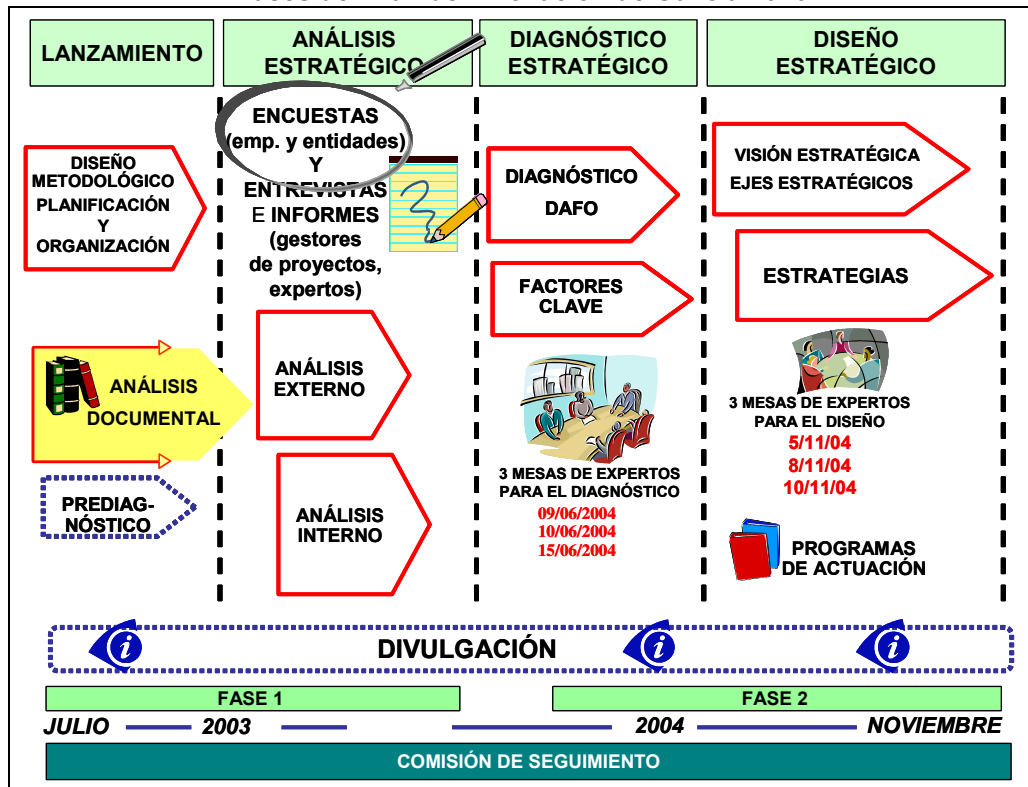 LANZAMIENTO
ANÁLISIS
ESTRATÉGICO
DIAGNÓSTICO
ESTRATÉGICO
DISEÑO
ESTRATÉGICO
DISEÑO
METODOLÓGICO
PLANIFICACIÓN
Y
ORGANIZACIÓN
ANÁLISIS
DOCUMENTAL
PREDIAG-
NÓSTICO
ENCUESTAS
(emp. y entidades)
Y
ENTREVISTAS
E INFORMES
(gestores
de proyectos,
expertos)
ANÁLISIS
EXTERNO
ANÁLISIS
INTERNO
DIAGNÓSTICO
DAFO
FACTORES
CLAVE
3 MESAS DE EXPERTOS
PARA EL DIAGNÓSTICO
09/06/2004
10/06/2004
15/06/2004
VISIÓN ESTRATÉGICA
EJES ESTRATÉGICOS
ESTRATEGIAS
3 MESAS DE EXPERTOS
PARA EL DISEÑO
5/11/04
8/11/04
10/11/04
PROGRAMAS
DE ACTUACIÓN
DIVULGACIÓN
FASE 1
FASE 2
JULIO 2003 2004 NOVIEMBRE
COMISIÓN DE SEGUIMIENTO